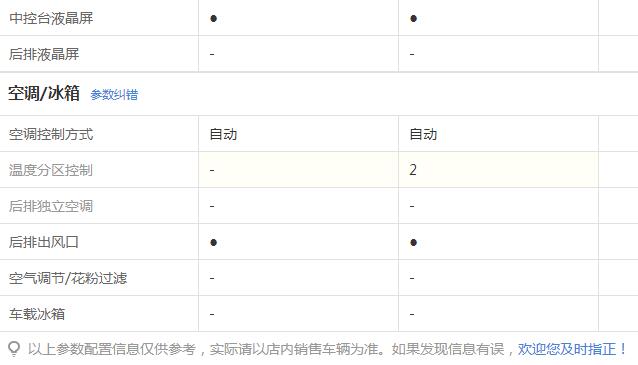 中控台液晶屏 ● ●
后排液晶屏 - -
空调/冰箱 参数纠错
空调控制方式 自动 自动
温度分区控制 - 2
后排独立空调 - -
后排出风口 ● ●
空气调节/花粉过滤 - -
车载冰箱 - -
以上参数配置信息仅供参考，实际请以店内销售车辆为准。如果发现信息有误，欢迎您及时指正！